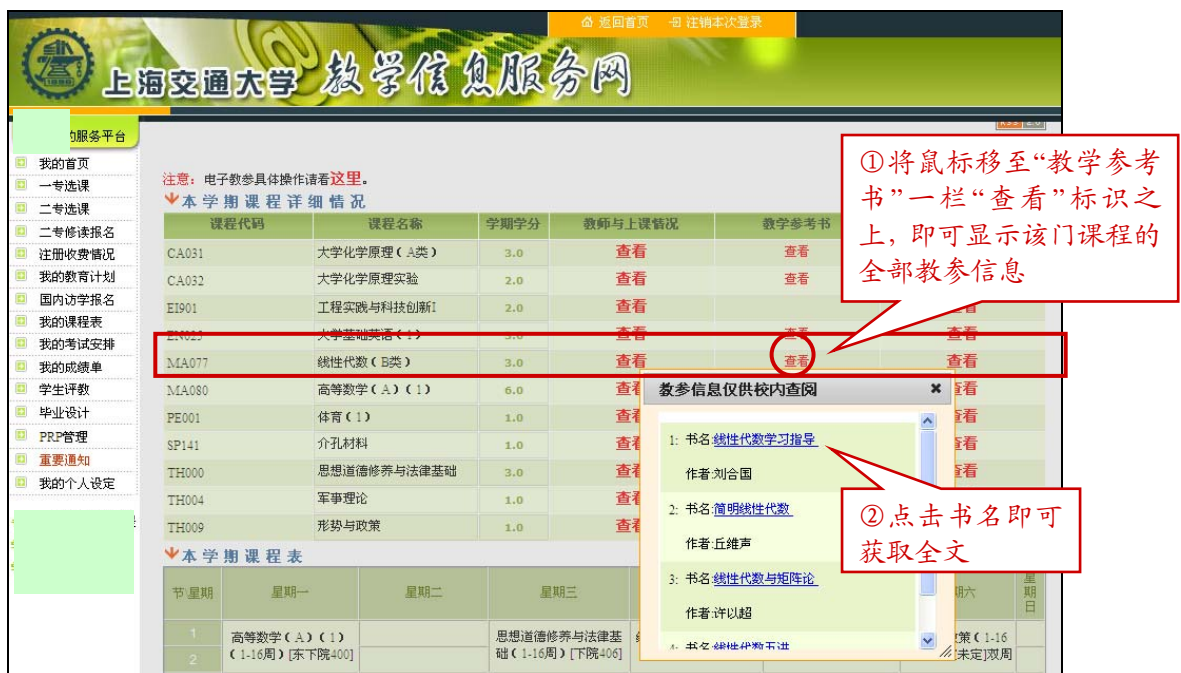 返回首页 注销本次登录
上海交通大学 教学信息服务网
的服务平台
我的首页
一专选课
二专选课
二专修读报名
注册收费情况
我的教育计划
国内访学报名
我的课程表
我的考试安排
我的成绩单
学生评教
毕业设计
PRP管理
重要通知
我的个人设定
注意：电子教参具体操作请看这里。
本学期课程详细情况
课程代码 课程名称 学期学分 教师与上课情况 教学参考书
CA031 大学化学原理（A类） 3.0 查看 查看
CA032 大学化学原理实验 2.0 查看 查看
EI901 工程实践与科技创新I 2.0 查看 查看
大学基础英语（1） 3.0 查看 查看 查看
MA077 线性代数（B类） 3.0 查看 查看 查看
MA080 高等数学（A）（1） 6.0 查看 查看
PE001 体育（1） 1.0 查看 查看
SP141 介孔材料 1.0 查看 查看
TH000 思想道德修养与法律基础 3.0 查看 查看
TH004 军事理论 1.0 查看
TH009 形势与政策 1.0 查看
①将鼠标移至“教学参考
书”一栏“查看”标识之
上，即可显示该门课程的
全部教参信息
教参信息仅供校内查阅 ×
1: 书名:线性代数学习指导
作者:刘合国
2: 书名:简明线性代数
作者:丘维声
3: 书名:线性代数与矩阵论
作者:许以超
4: 书名:线性代数五讲
②点击书名即可
获取全文
本学期课程表
节\星期 星期一 星期二 星期三 期六 星期日
1 高等数学（A）（1） 思想道德修养与法律基 策（1-16
2 （1-16周）[东下院400] 础（1-16周）[下院406] [未定]双周